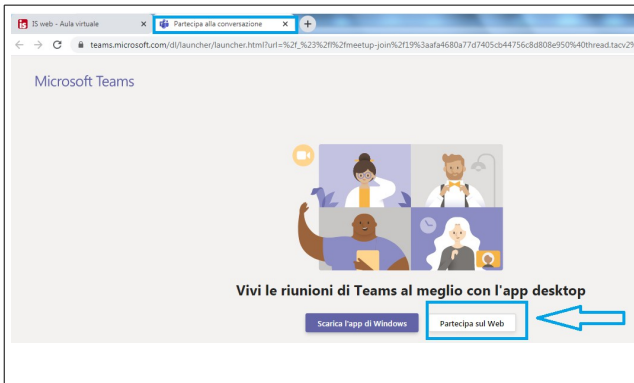 IS web - Aula virtuale
Partecipa alla conversazione
teams.microsoft.com/dl/launcher/launcher.html?url=%2f_%23%2fl%2fmeetup-join%2f19%3aafa4680a77d7405cb44756c8d808e950%40thread.tacv2%
Microsoft Teams
Vivi le riunioni di Teams al meglio con l'app desktop
Scarica l'app di Windows
Partecipa sul Web